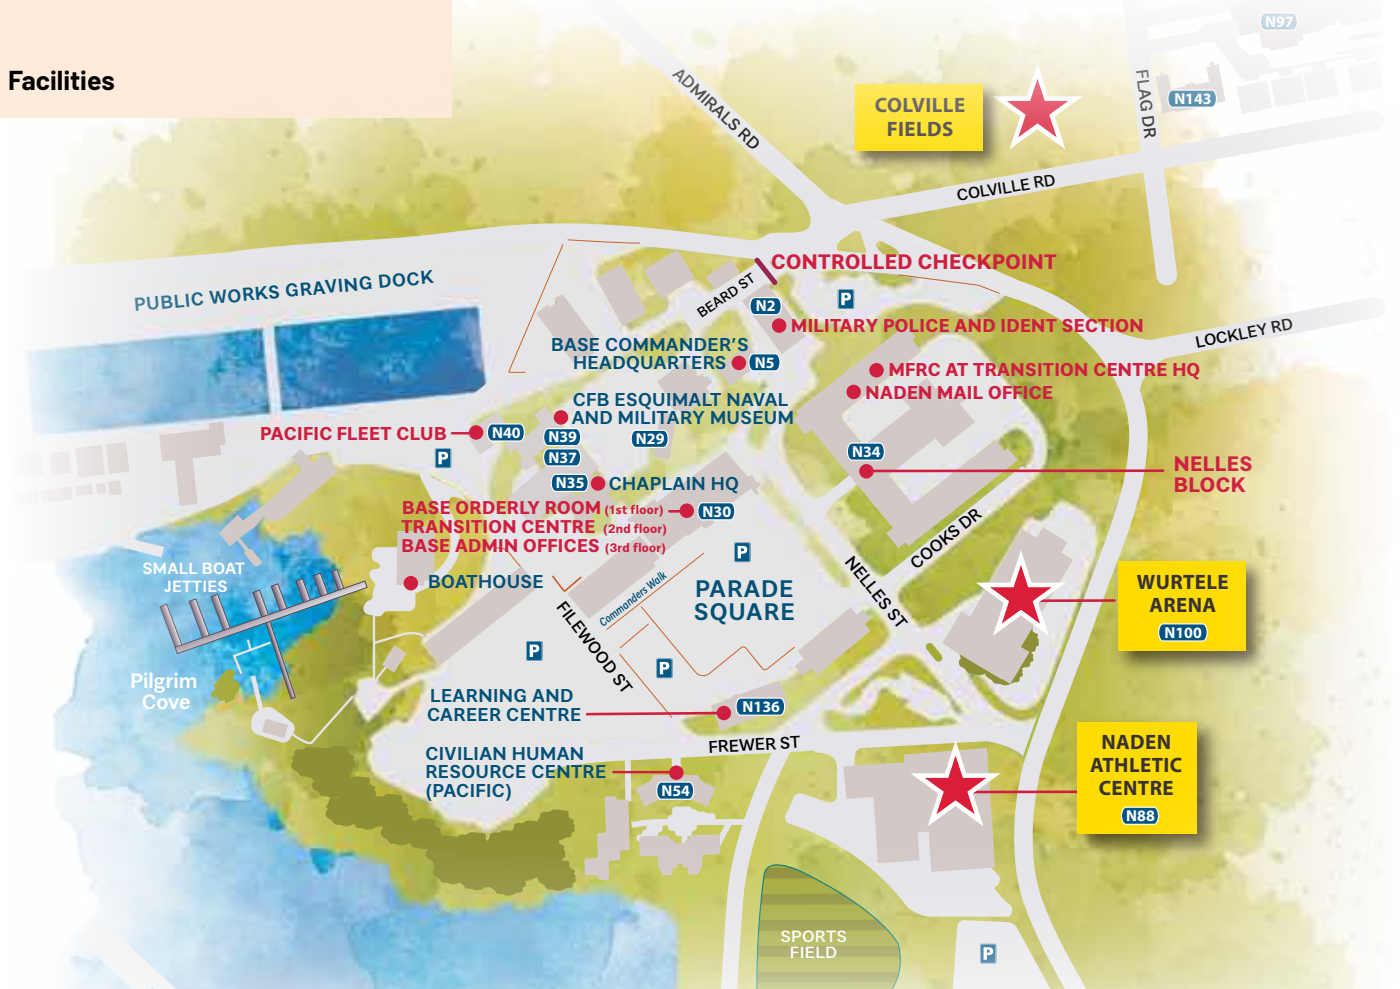 Facilities
N97
N143
FLAG DR
ADMIRALS RD
COLVILLE
FIELDS
COLVILLE RD
CONTROLLED CHECKPOINT
PUBLIC WORKS GRAVING DOCK
BEARD ST
N2
P
MILITARY POLICE AND IDENT SECTION
LOCKLEY RD
BASE COMMANDER'S
HEADQUARTERS
N5
MFRC AT TRANSITION CENTRE HQ
NADEN MAIL OFFICE
CFB ESQUIMALT NAVAL
AND MILITARY MUSEUM
PACIFIC FLEET CLUB
N40
N39
N29
N37
P
N34
NELLES
BLOCK
N35
CHAPLAIN HQ
BASE ORDERLY ROOM (1st floor)
TRANSITION CENTRE (2nd floor)
BASE ADMIN OFFICES (3rd floor)
N30
P
COOKS DR
SMALL BOAT
JETTIES
BOATHOUSE
Commanders Walk
PARADE
SQUARE
NELLES ST
WURTELE
ARENA
N100
FILEWOOD ST
P
P
Pilgrim
Cove
LEARNING AND
CAREER CENTRE
N136
FREWER ST
CIVILIAN HUMAN
RESOURCE CENTRE
(PACIFIC)
N54
NADEN
ATHLETIC
CENTRE
N88
SPORTS
FIELD
P